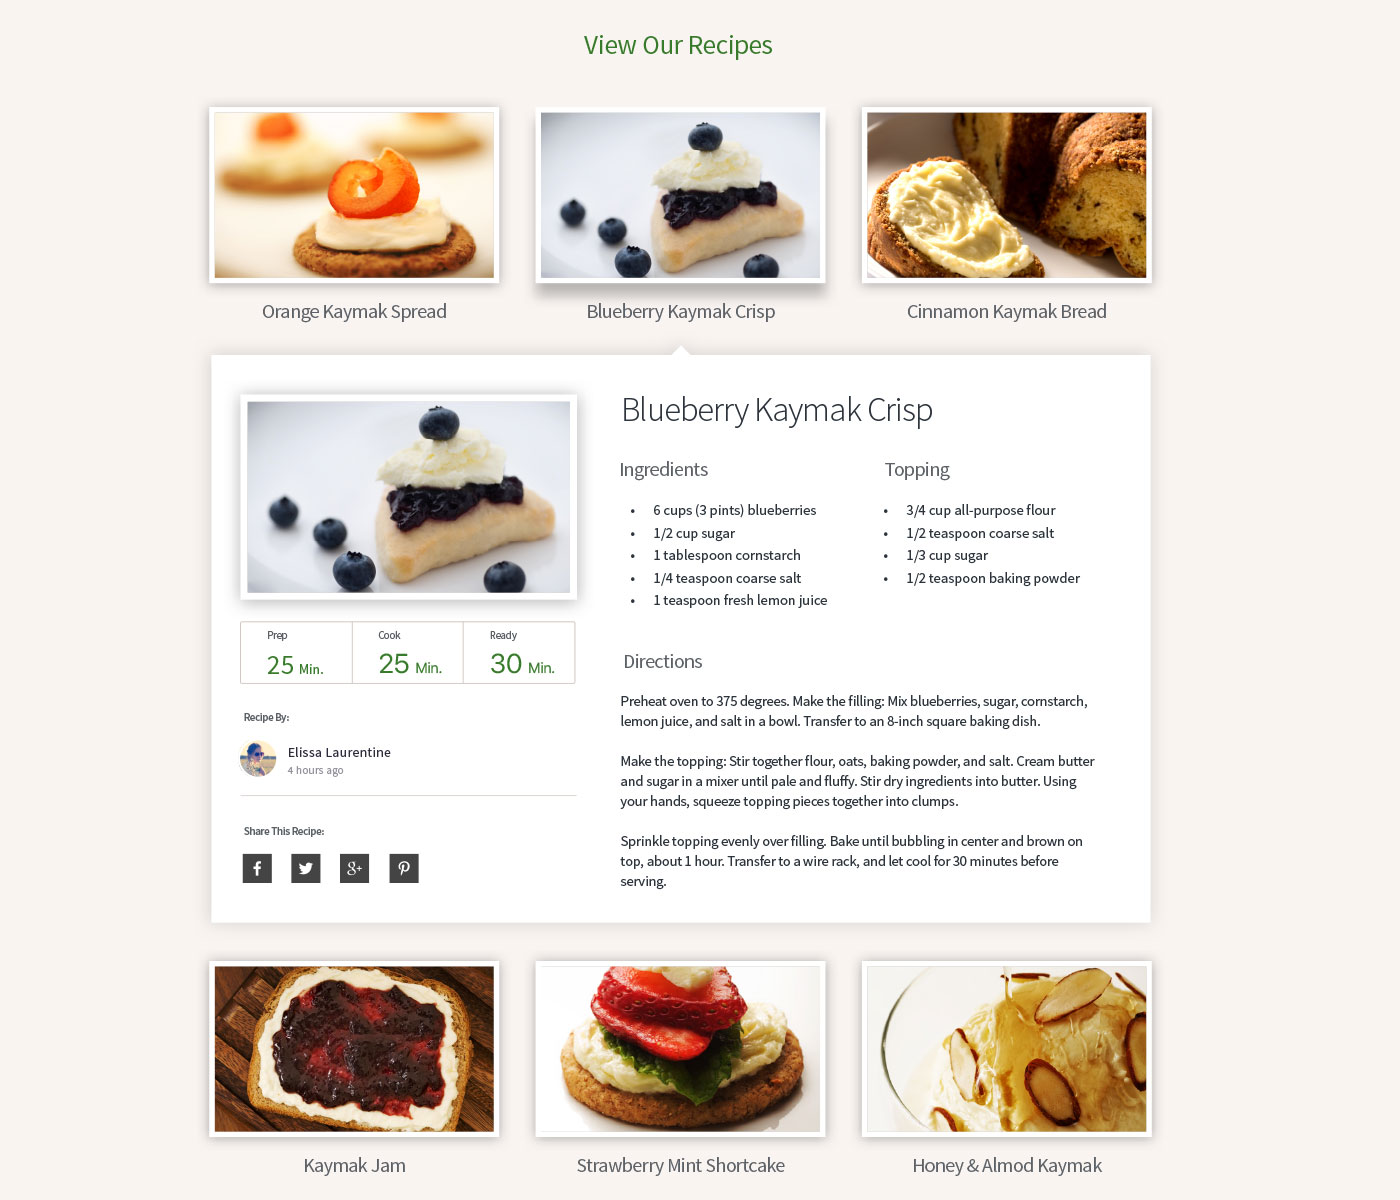 View Our Recipes
Orange Kaymak Spread
Blueberry Kaymak Crisp
Cinnamon Kaymak Bread
Blueberry Kaymak Crisp
Ingredients
• 6 cups (3 pints) blueberries
• 1/2 cup sugar
• 1 tablespoon cornstarch
• 1/4 teaspoon coarse salt
• 1 teaspoon fresh lemon juice
Topping
• 3/4 cup all-purpose flour
• 1/2 teaspoon coarse salt
• 1/3 cup sugar
• 1/2 teaspoon baking powder
Prep
25 Min.
Cook
25 Min.
Ready
30 Min.
Recipe By:
Elissa Laurentine
4 hours ago
Share This Recipe:
f
g+
Directions
Preheat oven to 375 degrees. Make the filling: Mix blueberries, sugar, cornstarch,
lemon juice, and salt in a bowl. Transfer to an 8-inch square baking dish.
Make the topping: Stir together flour, oats, baking powder, and salt. Cream butter
and sugar in a mixer until pale and fluffy. Stir dry ingredients into butter. Using
your hands, squeeze topping pieces together into clumps.
Sprinkle topping evenly over filling. Bake until bubbling in center and brown on
top, about 1 hour. Transfer to a wire rack, and let cool for 30 minutes before
serving.
Kaymak Jam
Strawberry Mint Shortcake
Honey & Almod Kaymak